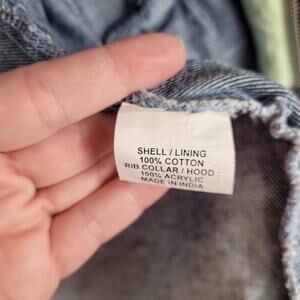 SHELL / LINING
100% COTTON
RIB COLLAR / HOOD :
100% ACRYLIC
MADE IN INDIA